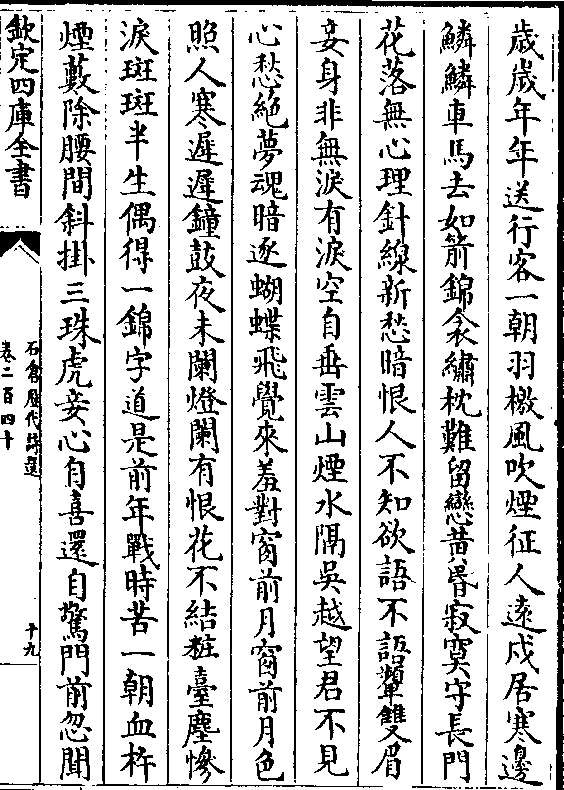 歲歲年年送行客一朝羽檄風吹煙征人遠戍居寒邊
鱗鱗車馬去如箭錦衾繡枕難留戀昔㫺寂寞守長門
花落無心理針線新愁暗恨人不知欲語不語顰雙眉
妾身非無淚有淚空自垂雲山煙水隔吳越望君不見
心愁絕夢魂暗逐蝴蝶飛覺來羞對窗前月窗前月色
照人寒遲遲鐘鼓夜未闌燈闌有恨花不結粧臺塵慘
淚斑斑半生偶得一錦字道是前年戰時苦一朝血杵
煙藪除腰間斜掛三珠虎妾心自喜還自驚門前忽聞
欽定四庫全書
石倉歷代詩選
卷二百四十
十九